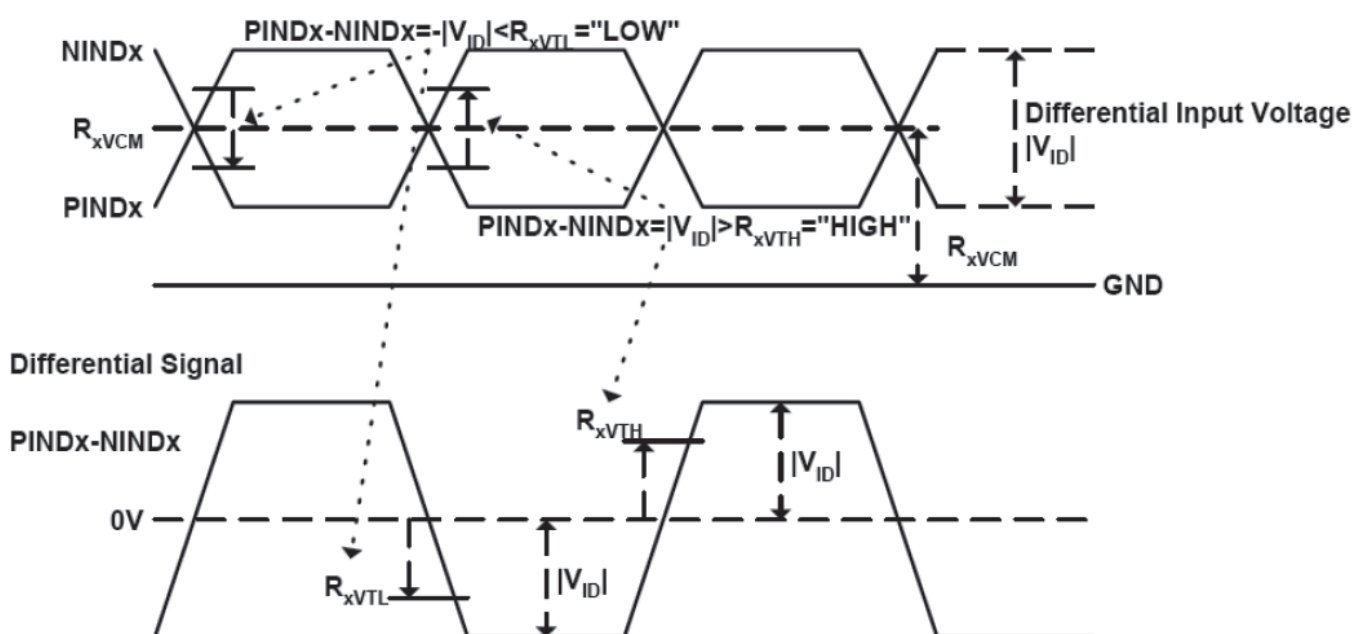 PINDx-NINDx=-|VID|<RxVTL="LOW"
NINDx
Differential Input Voltage
|VID|
RxVCM
PINDx
PINDx-NINDx=|VID|>RxVTH="HIGH"
RxVCM
GND
Differential Signal
RxVTH
PINDx-NINDx
|VID|
0V
RxVTL
|VID|